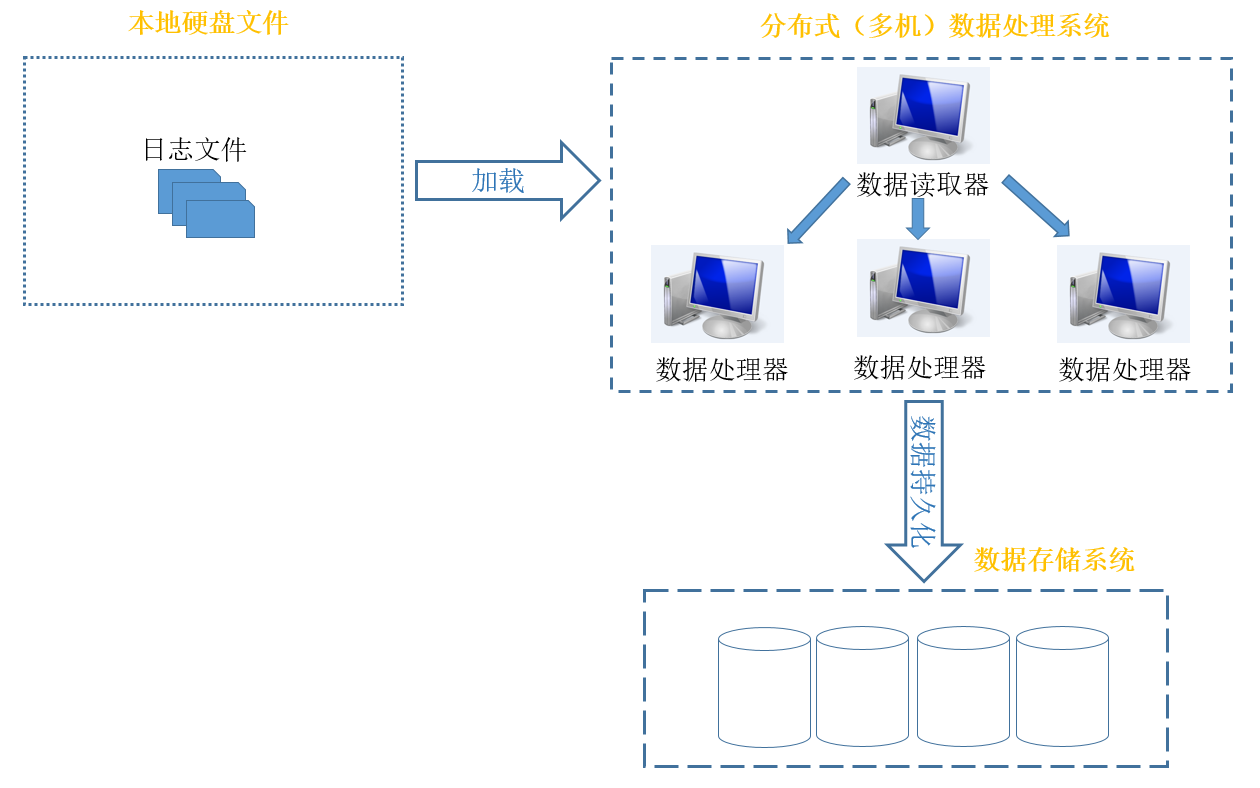 本地硬盘文件
分布式（多机）数据处理系统
日志文件
加载
数据读取器
数据处理器
数据处理器
数据处理器
数据持久化
数据存储系统